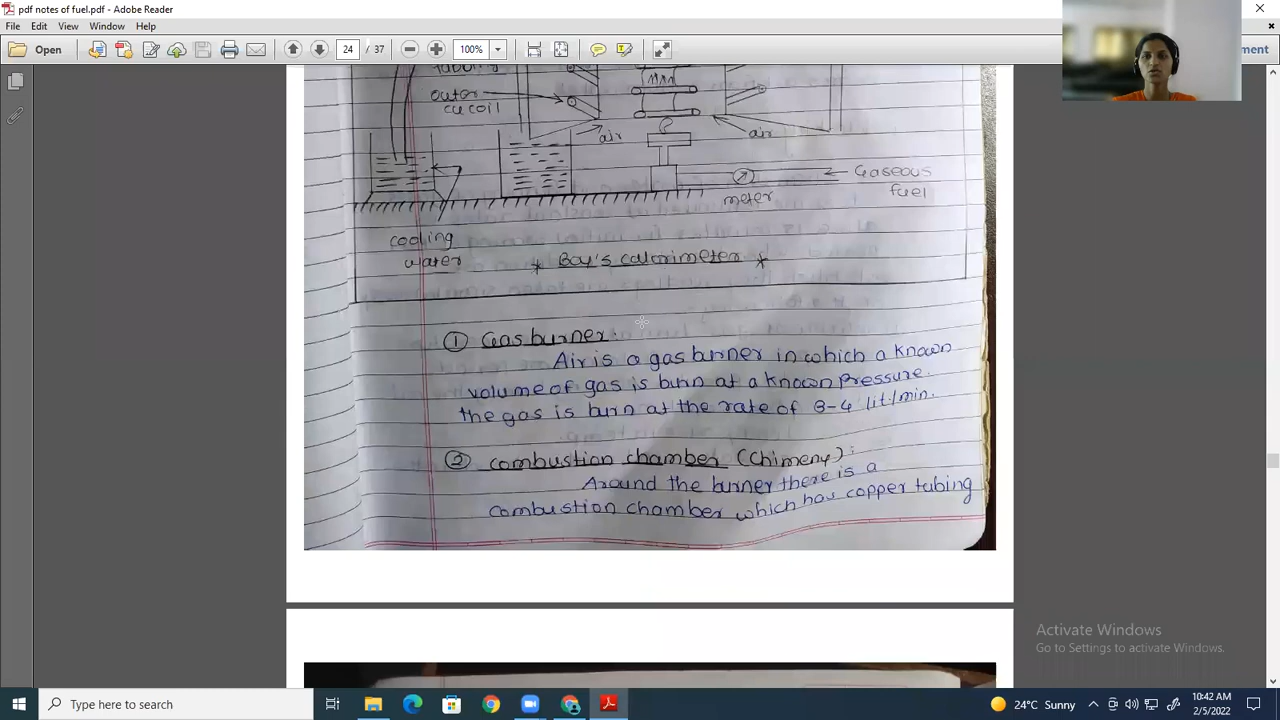 pdf notes of fuel.pdf - Adobe Reader
File Edit View Window Help
Open 24 / 37 100%
outer
cu coil
air
air
Gaseous
fuel
meter
cooling
water
* Boy's calorimeter *
① Gas burner:
Air is a gas burner in which a known
volume of gas is burn at a known pressure.
the gas is burn at the rate of 3-4 lit/min.
② combustion chamber (Chimeny):
Around the burner there is a
combustion chamber which has copper tubing
Activate Windows
Go to Settings to activate Windows.
Type here to search
24°C Sunny
10:42 AM
2/5/2022